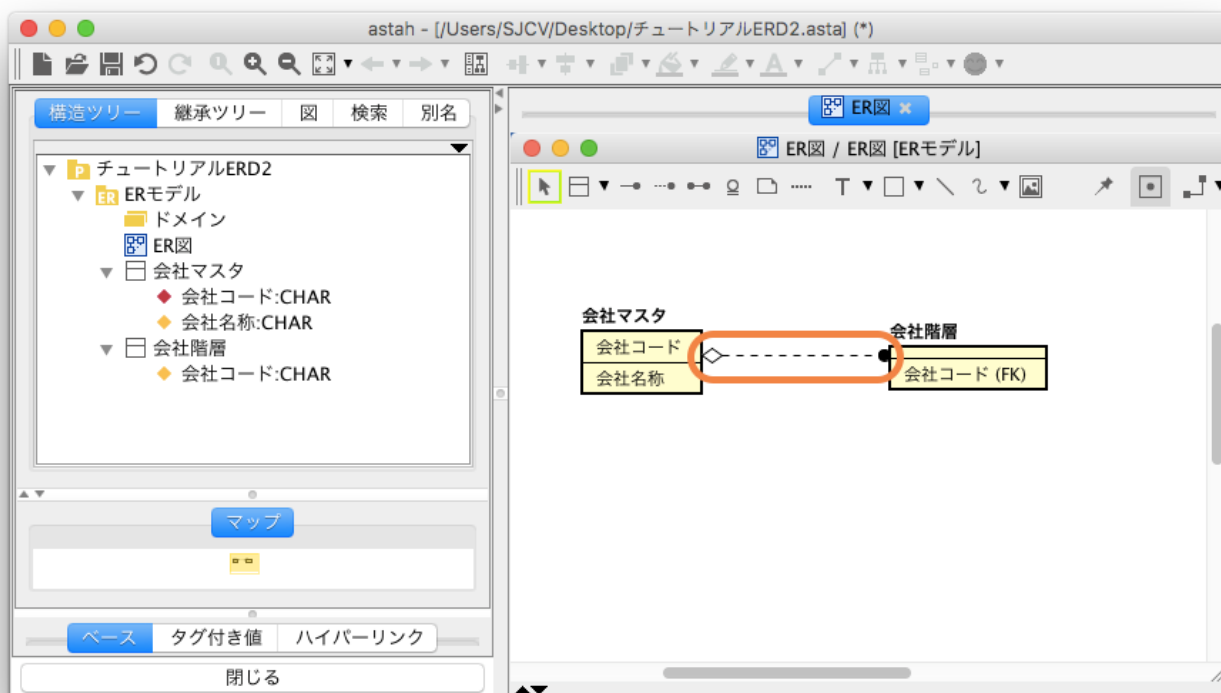 astah - [/Users/SJCV/Desktop/チュートリアルERD2.asta] (*)
構造ツリー 継承ツリー 図 検索 別名
チュートリアルERD2
ERモデル
ドメイン
ER図
会社マスタ
会社コード:CHAR
会社名称:CHAR
会社階層
会社コード:CHAR
マップ
ベース タグ付き値 ハイパーリンク
閉じる
ER図
ER図 / ER図 [ERモデル]
T
会社マスタ
会社コード
会社名称
会社階層
会社コード (FK)